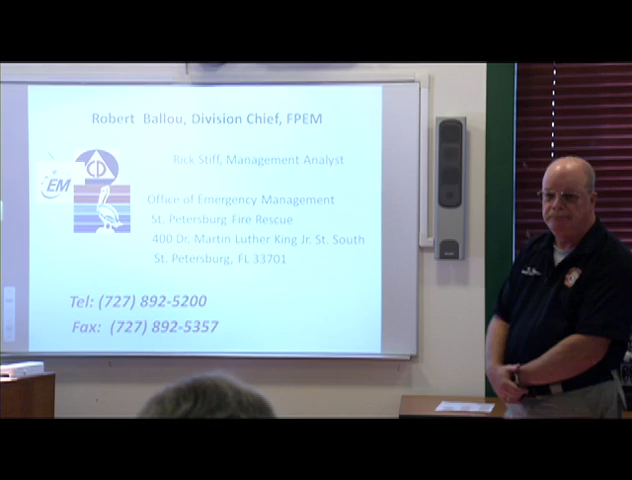 Robert Ballou, Division Chief, FPEM
Rick Stiff, Management Analyst
CD
EM
Office of Emergency Management
St. Petersburg Fire Rescue
400 Dr. Martin Luther King Jr. St. South
St. Petersburg, FL 33701
Tel: (727) 892-5200
Fax: (727) 892-5357